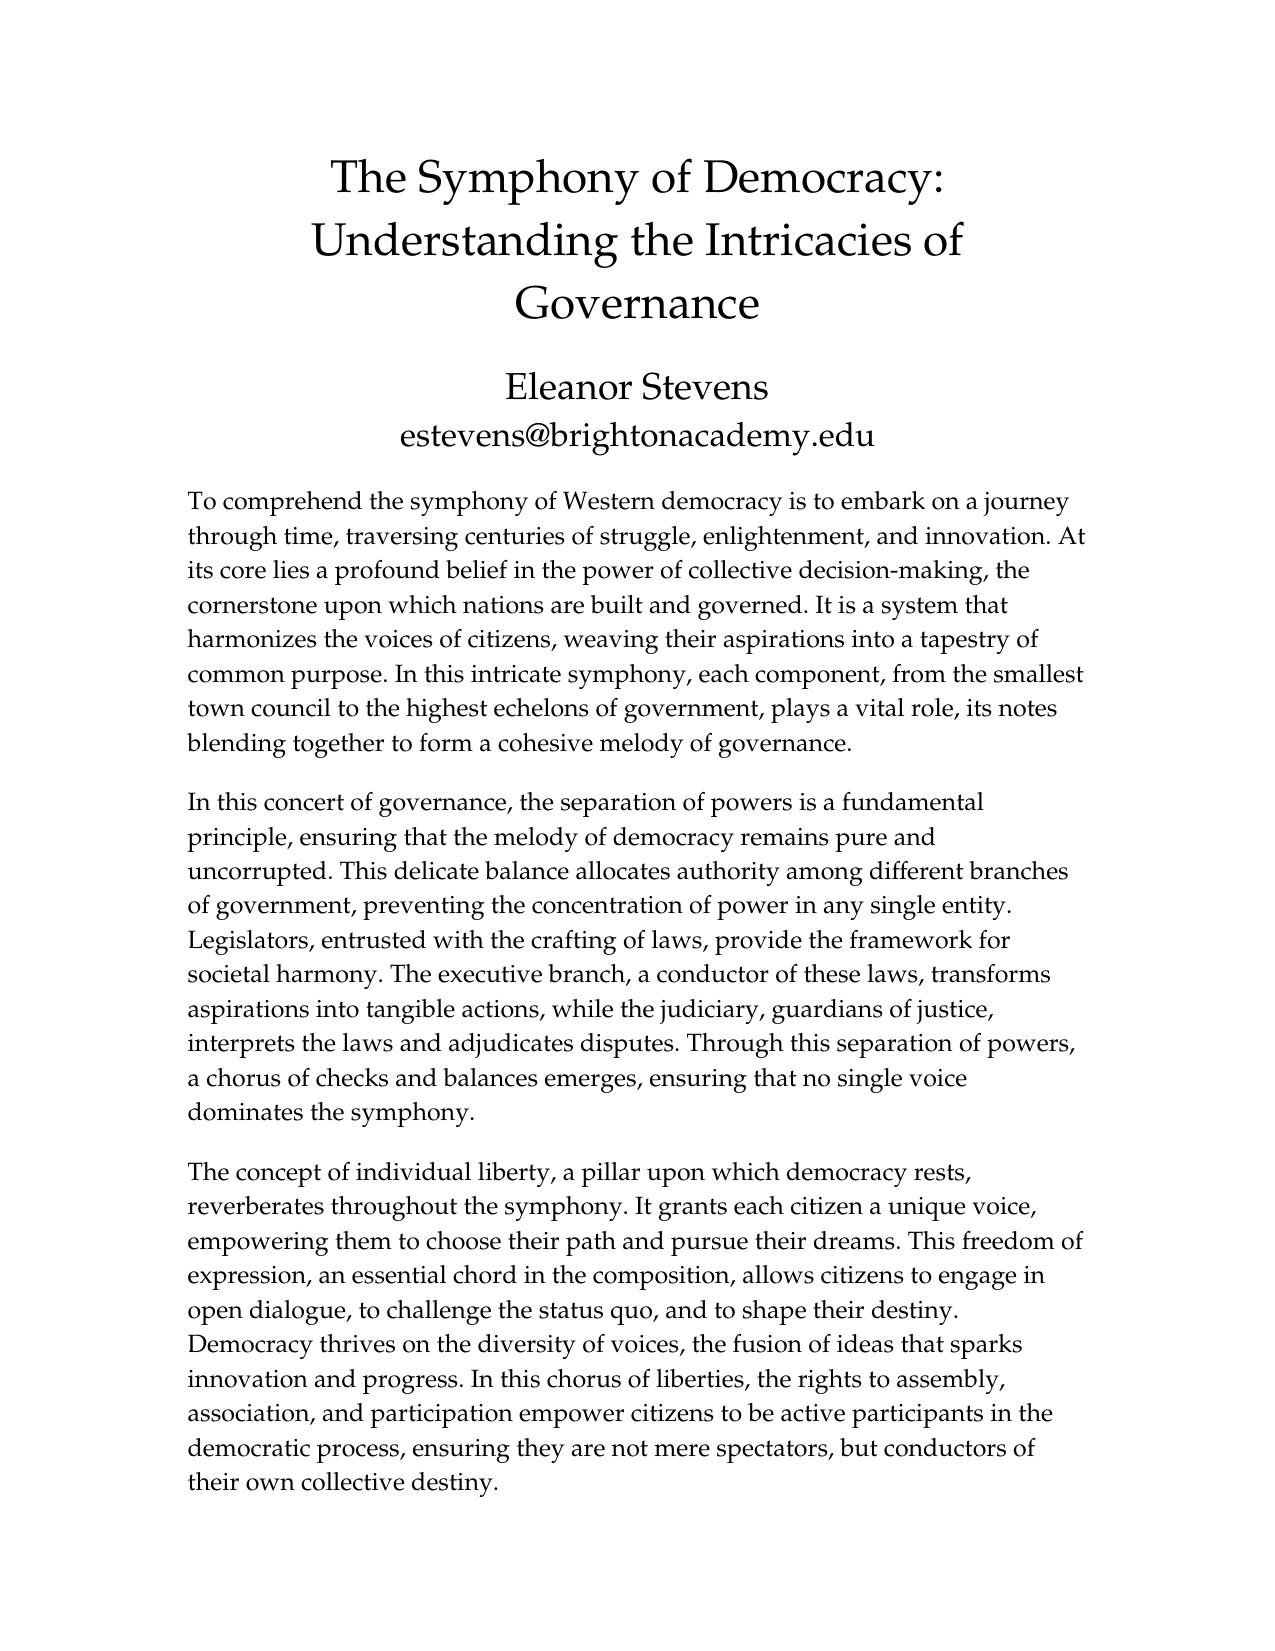 The Symphony of Democracy:
Understanding the Intricacies of
Governance
Eleanor Stevens
estevens@brightonacademy.edu
To comprehend the symphony of Western democracy is to embark on a journey
through time, traversing centuries of struggle, enlightenment, and innovation. At
its core lies a profound belief in the power of collective decision-making, the
cornerstone upon which nations are built and governed. It is a system that
harmonizes the voices of citizens, weaving their aspirations into a tapestry of
common purpose. In this intricate symphony, each component, from the smallest
town council to the highest echelons of government, plays a vital role, its notes
blending together to form a cohesive melody of governance.
In this concert of governance, the separation of powers is a fundamental
principle, ensuring that the melody of democracy remains pure and
uncorrupted. This delicate balance allocates authority among different branches
of government, preventing the concentration of power in any single entity.
Legislators, entrusted with the crafting of laws, provide the framework for
societal harmony. The executive branch, a conductor of these laws, transforms
aspirations into tangible actions, while the judiciary, guardians of justice,
interprets the laws and adjudicates disputes. Through this separation of powers,
a chorus of checks and balances emerges, ensuring that no single voice
dominates the symphony.
The concept of individual liberty, a pillar upon which democracy rests,
reverberates throughout the symphony. It grants each citizen a unique voice,
empowering them to choose their path and pursue their dreams. This freedom of
expression, an essential chord in the composition, allows citizens to engage in
open dialogue, to challenge the status quo, and to shape their destiny.
Democracy thrives on the diversity of voices, the fusion of ideas that sparks
innovation and progress. In this chorus of liberties, the rights to assembly,
association, and participation empower citizens to be active participants in the
democratic process, ensuring they are not mere spectators, but conductors of
their own collective destiny.